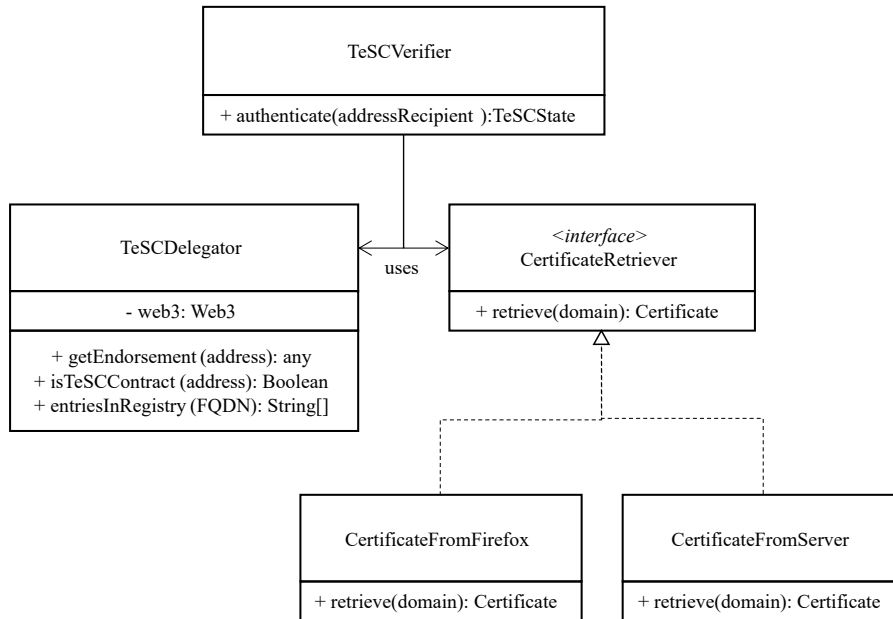 TeSCVerifier
+ authenticate(addressRecipient ):TeSCState
TeSCDelegator
- web3: Web3
+ getEndorsement (address): any
+ isTeSCContract (address): Boolean
+ entriesInRegistry (FQDN): String[]
uses
<interface>
CertificateRetriever
+ retrieve(domain): Certificate
CertificateFromFirefox
+ retrieve(domain): Certificate
CertificateFromServer
+ retrieve(domain): Certificate